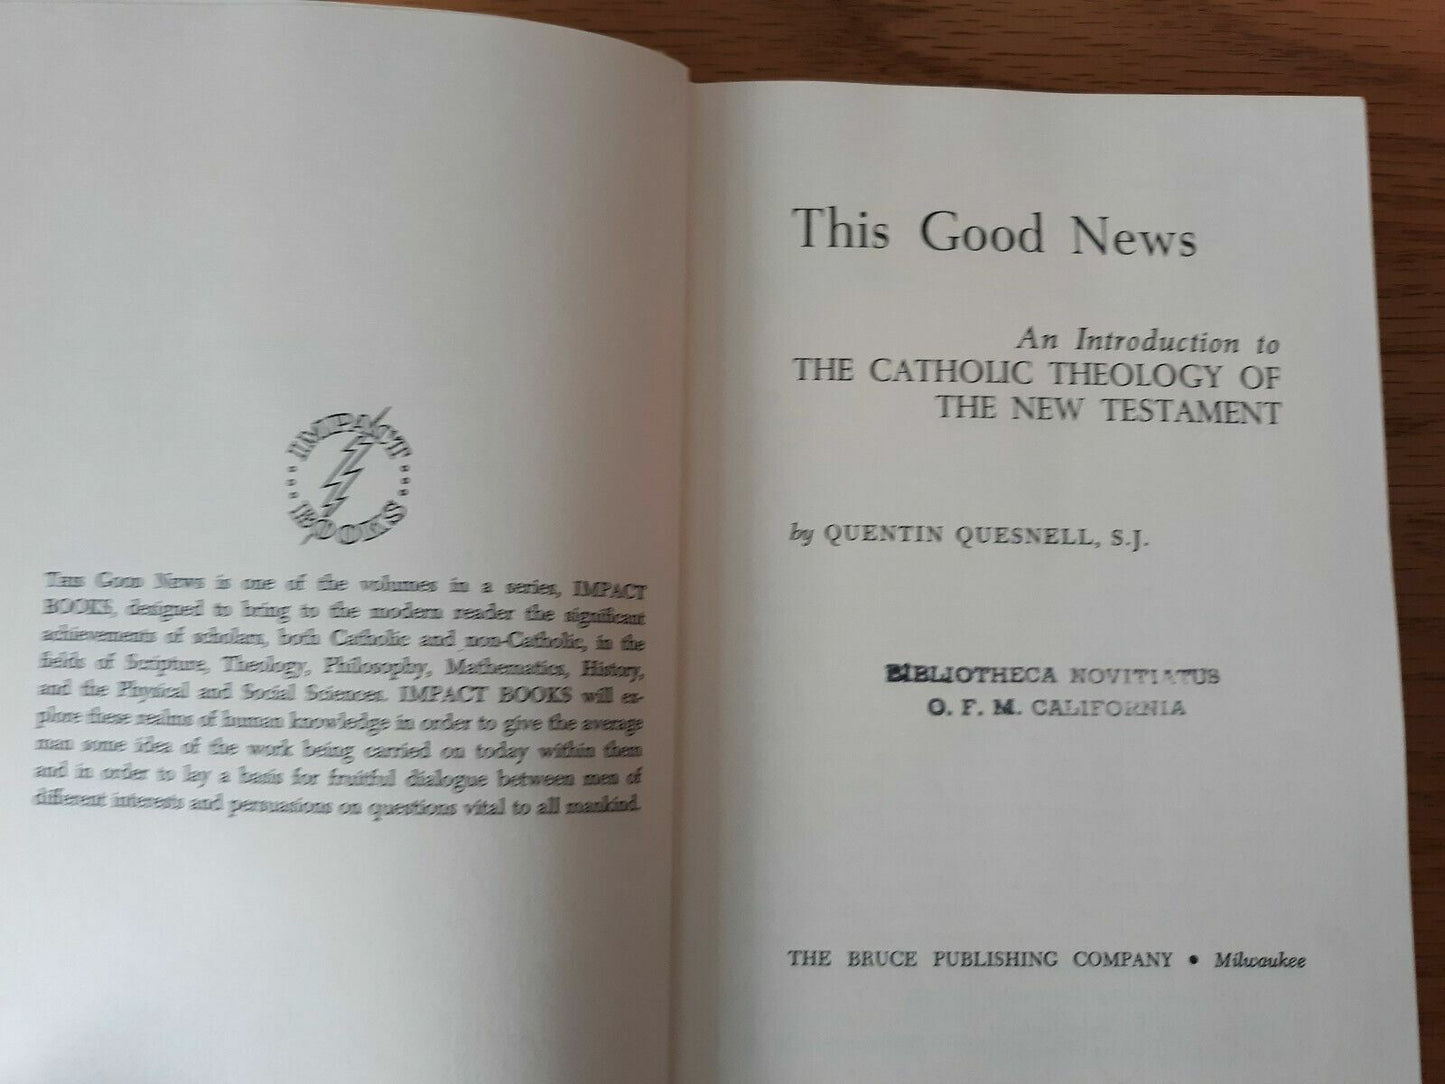 IMPACT
BOOKS
This Good News is one of the volumes in a series, IMPACT
BOOKS, designed to bring to the modern reader the significant
achievements of scholars, both Catholic and non-Catholic, in the
fields of Scripture, Theology, Philosophy, Mathematics, History,
and the Physical and Social Sciences. IMPACT BOOKS will ex-
plore these realms of human knowledge in order to give the average
man some idea of the work being carried on today within them
and in order to lay a basis for fruitful dialogue between men of
different interests and persuasions on questions vital to all mankind.
This Good News
An Introduction to
THE CATHOLIC THEOLOGY OF
THE NEW TESTAMENT
by QUENTIN QUESNELL, S.J.
BIBLIOTHECA NOVITIATUS
O. F. M. CALIFORNIA
THE BRUCE PUBLISHING COMPANY • Milwaukee